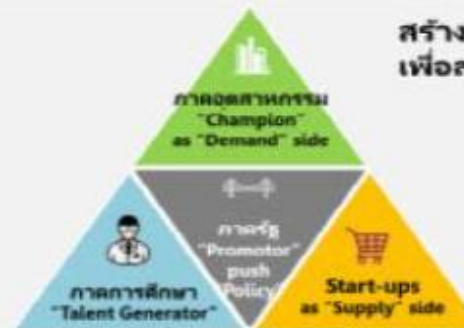 สร้าง
เพื่อ
ภาคอุตสาหกรรม
"Champion"
as "Demand" side
ภาครัฐ
"Promotor"
push
"Policy"
ภาคการศึกษา
"Talent Generator"
Start-ups
as "Supply" side